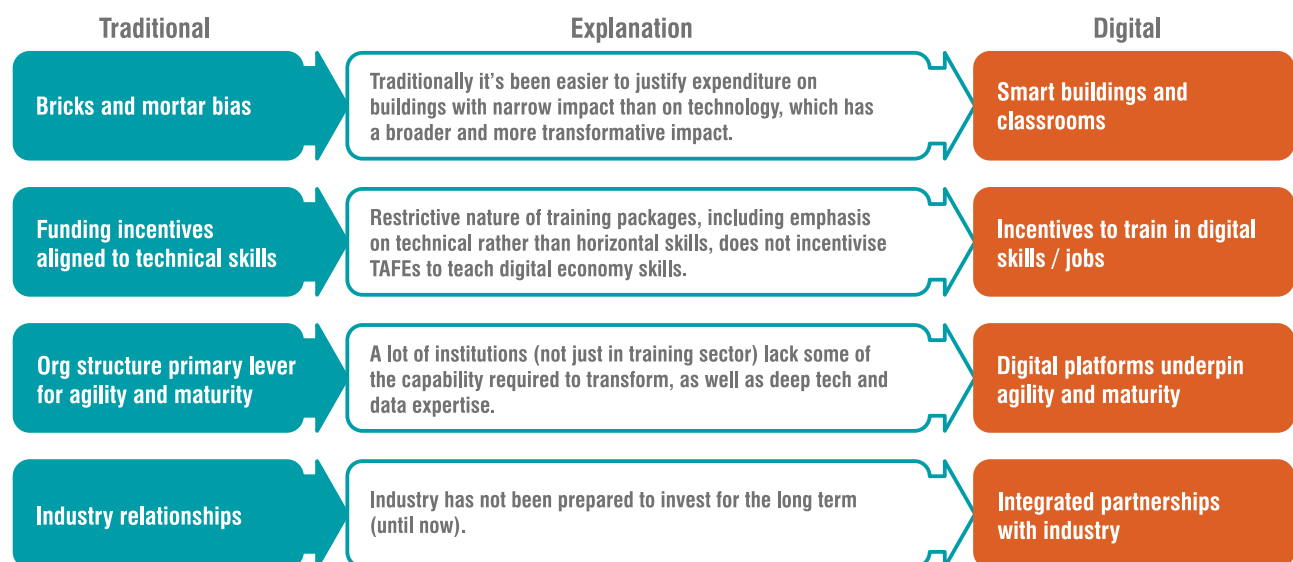 Traditional
Explanation
Digital
Bricks and mortar bias
Traditionally it's been easier to justify expenditure on
buildings with narrow impact than on technology, which has
a broader and more transformative impact.
Smart buildings and
classrooms
Funding incentives
aligned to technical skills
Restrictive nature of training packages, including emphasis
on technical rather than horizontal skills, does not incentivise
TAFEs to teach digital economy skills.
Incentives to train in digital
skills / jobs
Org structure primary lever
for agility and maturity
A lot of institutions (not just in training sector) lack some of
the capability required to transform, as well as deep tech and
data expertise.
Digital platforms underpin
agility and maturity
Industry relationships
Industry has not been prepared to invest for the long term
(until now).
Integrated partnerships
with industry